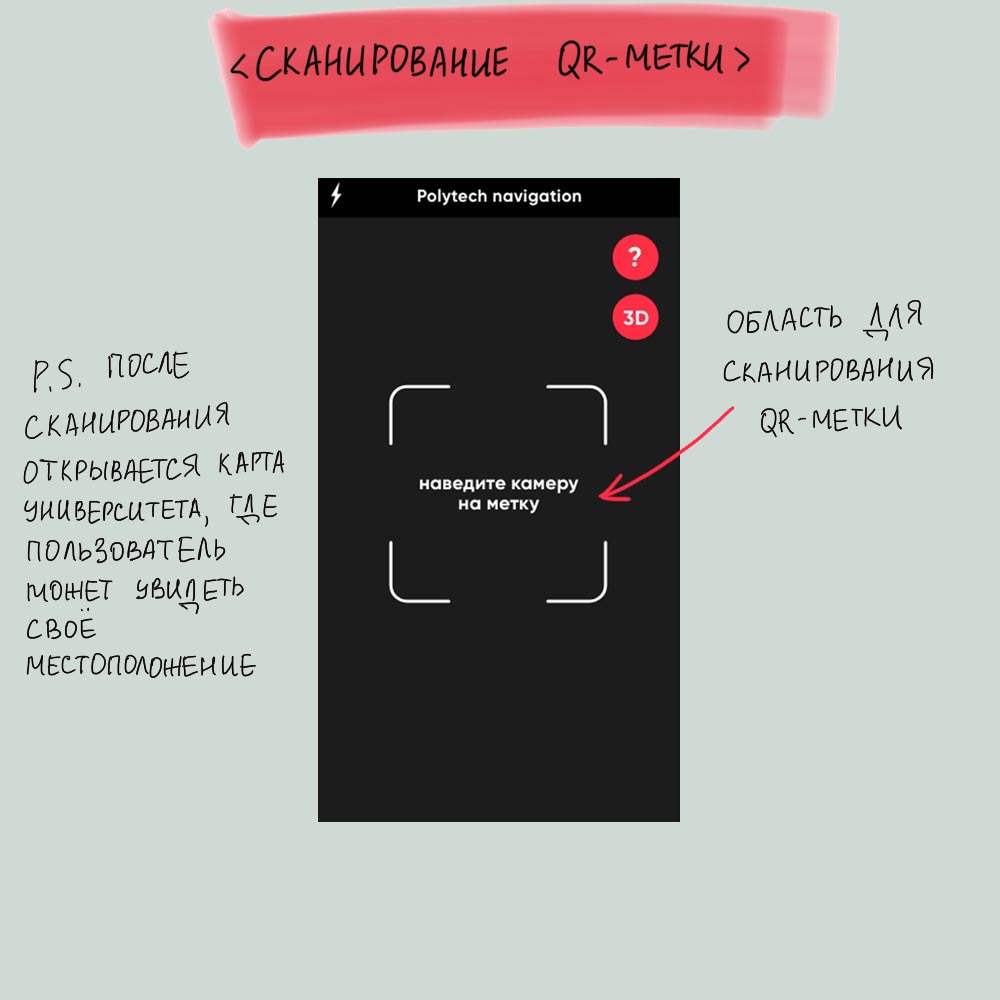 <СКАНИРОВАНИЕ QR-МЕТКИ>
Polytech navigation
?
3D
наведите камеру
на метку
ОБЛАСТЬ ДЛЯ
СКАНИРОВАНИЯ
QR-МЕТКИ
P.S. ПОСЛЕ
СКАНИРОВАНИЯ
ОТКРЫВАЕТСЯ КАРТА
УНИВЕРСИТЕТА, ГДЕ
ПОЛЬЗОВАТЕЛЬ
МОЖЕТ УВИДЕТЬ
СВОЁ
МЕСТОПОЛОЖЕНИЕ